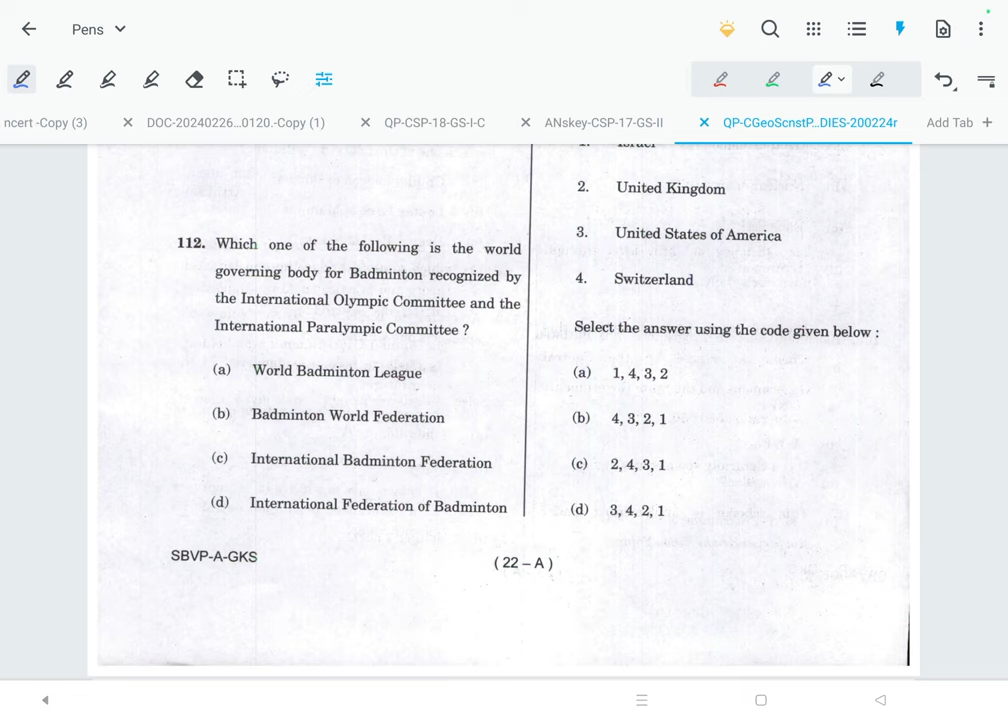 Pens
ncert -Copy (3)
DOC-20240226...0120.-Copy (1)
QP-CSP-18-GS-I-C
ANskey-CSP-17-GS-II
QP-CGeoScnstP...DIES-200224r
Add Tab +
112. Which one of the following is the world
governing body for Badminton recognized by
the International Olympic Committee and the
International Paralympic Committee ?
(a) World Badminton League
(b) Badminton World Federation
(c) International Badminton Federation
(d) International Federation of Badminton
1. Israel
2. United Kingdom
3. United States of America
4. Switzerland
Select the answer using the code given below :
(a) 1, 4, 3, 2
(b) 4, 3, 2, 1
(c) 2, 4, 3, 1
(d) 3, 4, 2, 1
SBVP-A-GKS
( 22 – A )